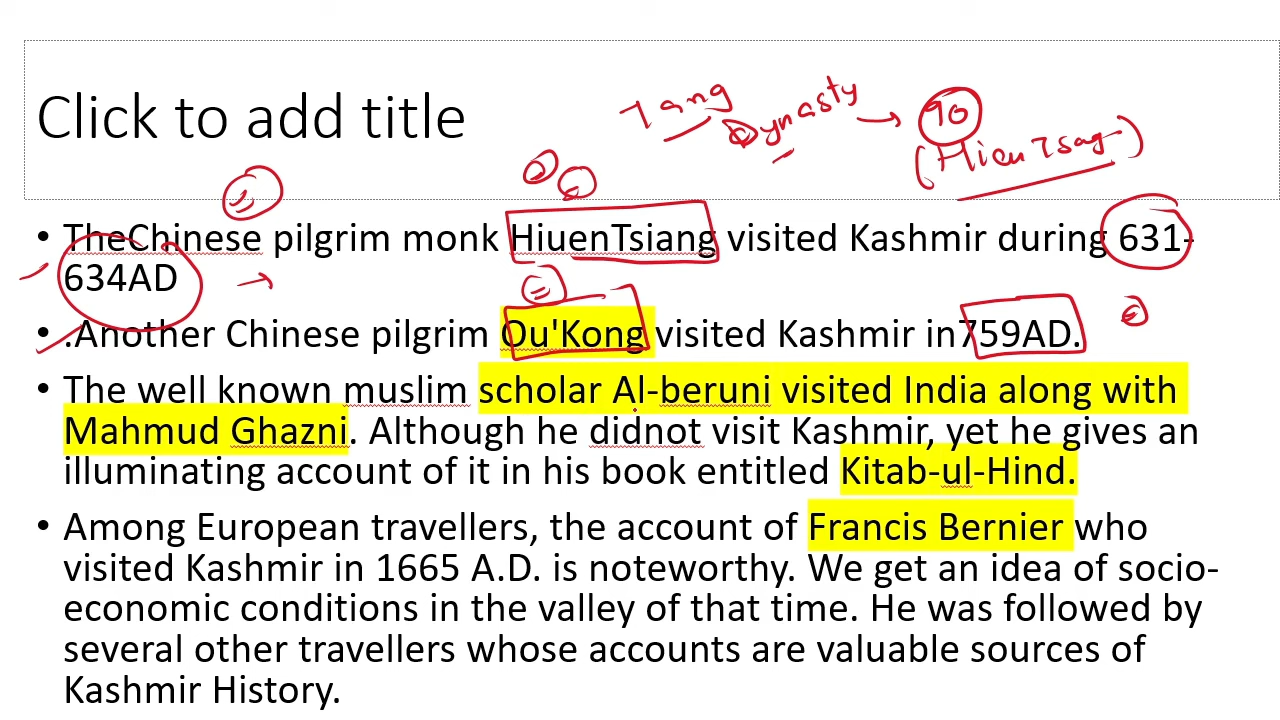 Click to add title
Tang Dynasty → 90
(HienTsag)
• TheChinese pilgrim monk HiuenTsiang visited Kashmir during 631-
634AD
• .Another Chinese pilgrim Ou'Kong visited Kashmir in759AD.
• The well known muslim scholar Al-beruni visited India along with
Mahmud Ghazni. Although he didnot visit Kashmir, yet he gives an
illuminating account of it in his book entitled Kitab-ul-Hind.
• Among European travellers, the account of Francis Bernier who
visited Kashmir in 1665 A.D. is noteworthy. We get an idea of socio-
economic conditions in the valley of that time. He was followed by
several other travellers whose accounts are valuable sources of
Kashmir History.